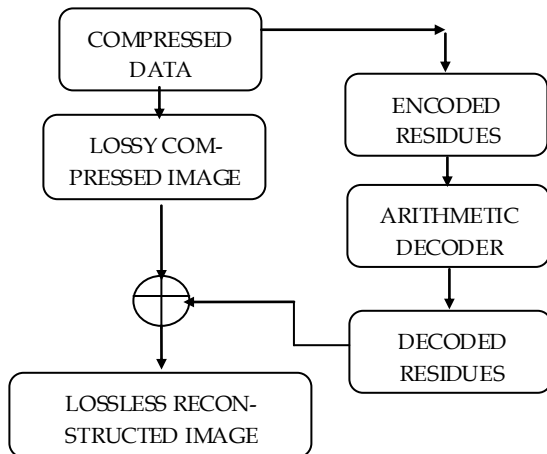 COMPRESSED
DATA
ENCODED
RESIDUES
LOSSY COM-
PRESSED IMAGE
ARITHMETIC
DECODER
DECODED
RESIDUES
LOSSLESS RECON-
STRUCTED IMAGE